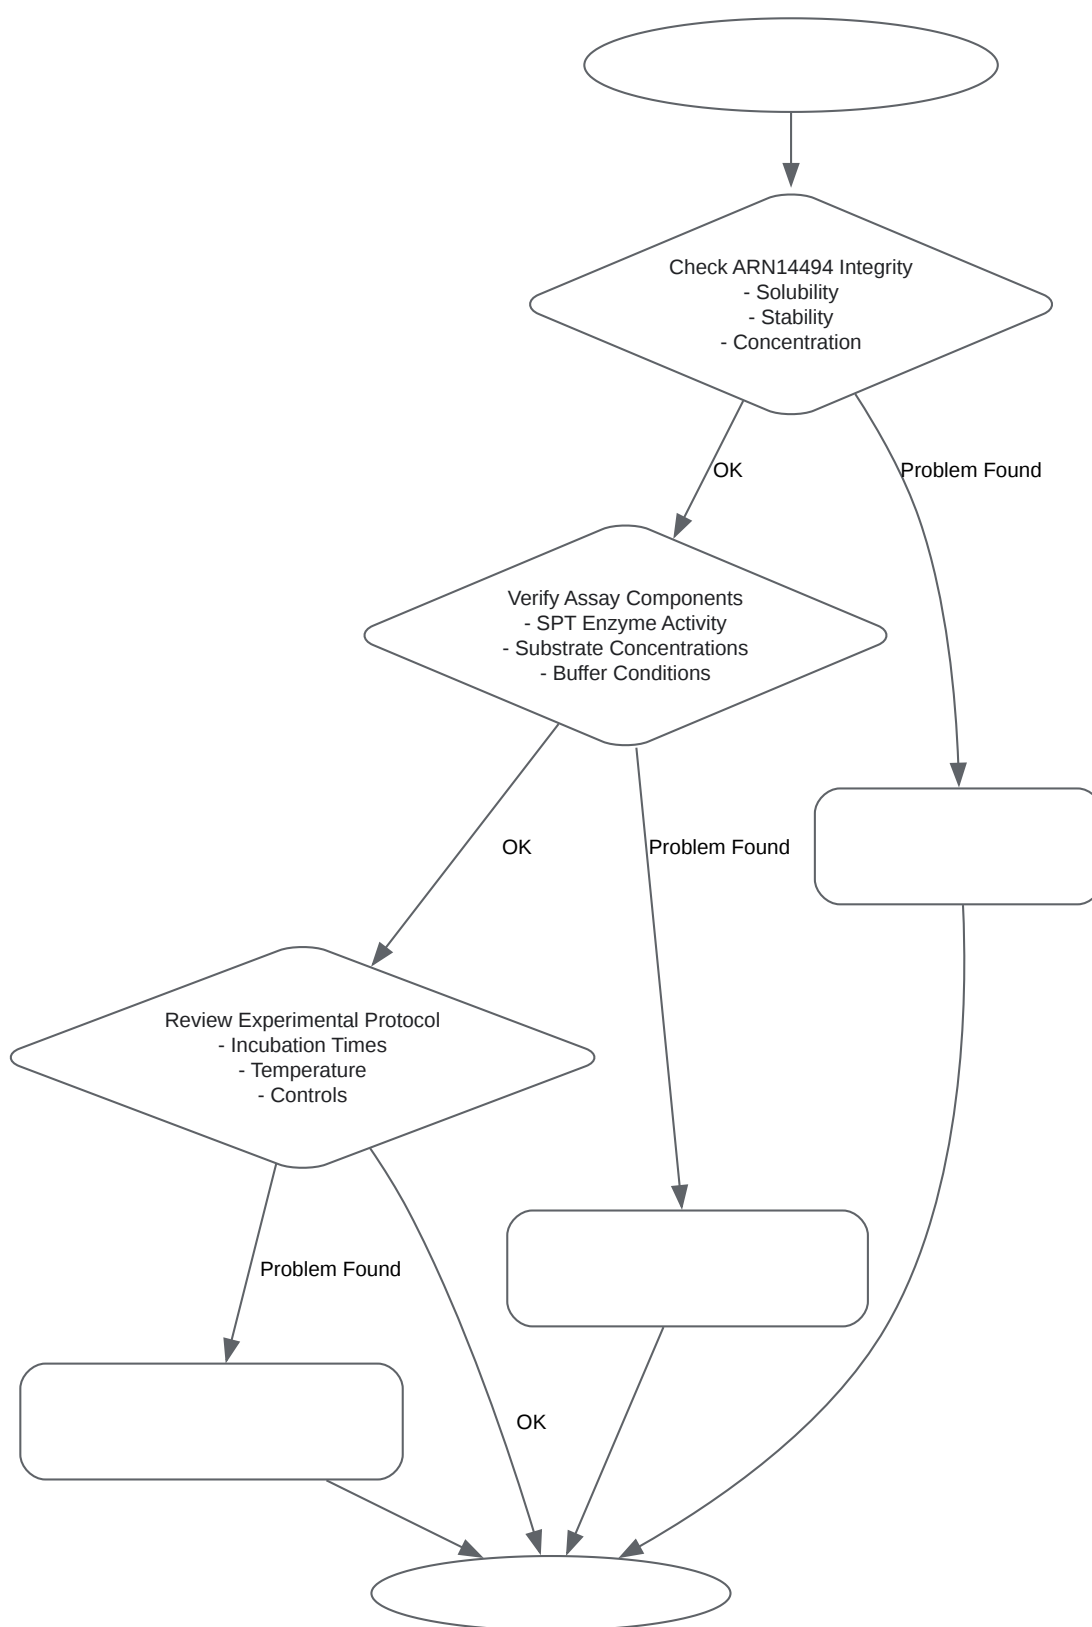 Check ARN14494 Integrity
- Solubility
- Stability
- Concentration
OK
Problem Found
Verify Assay Components
- SPT Enzyme Activity
- Substrate Concentrations
- Buffer Conditions
OK
Problem Found
Review Experimental Protocol
- Incubation Times
- Temperature
- Controls
Problem Found
OK